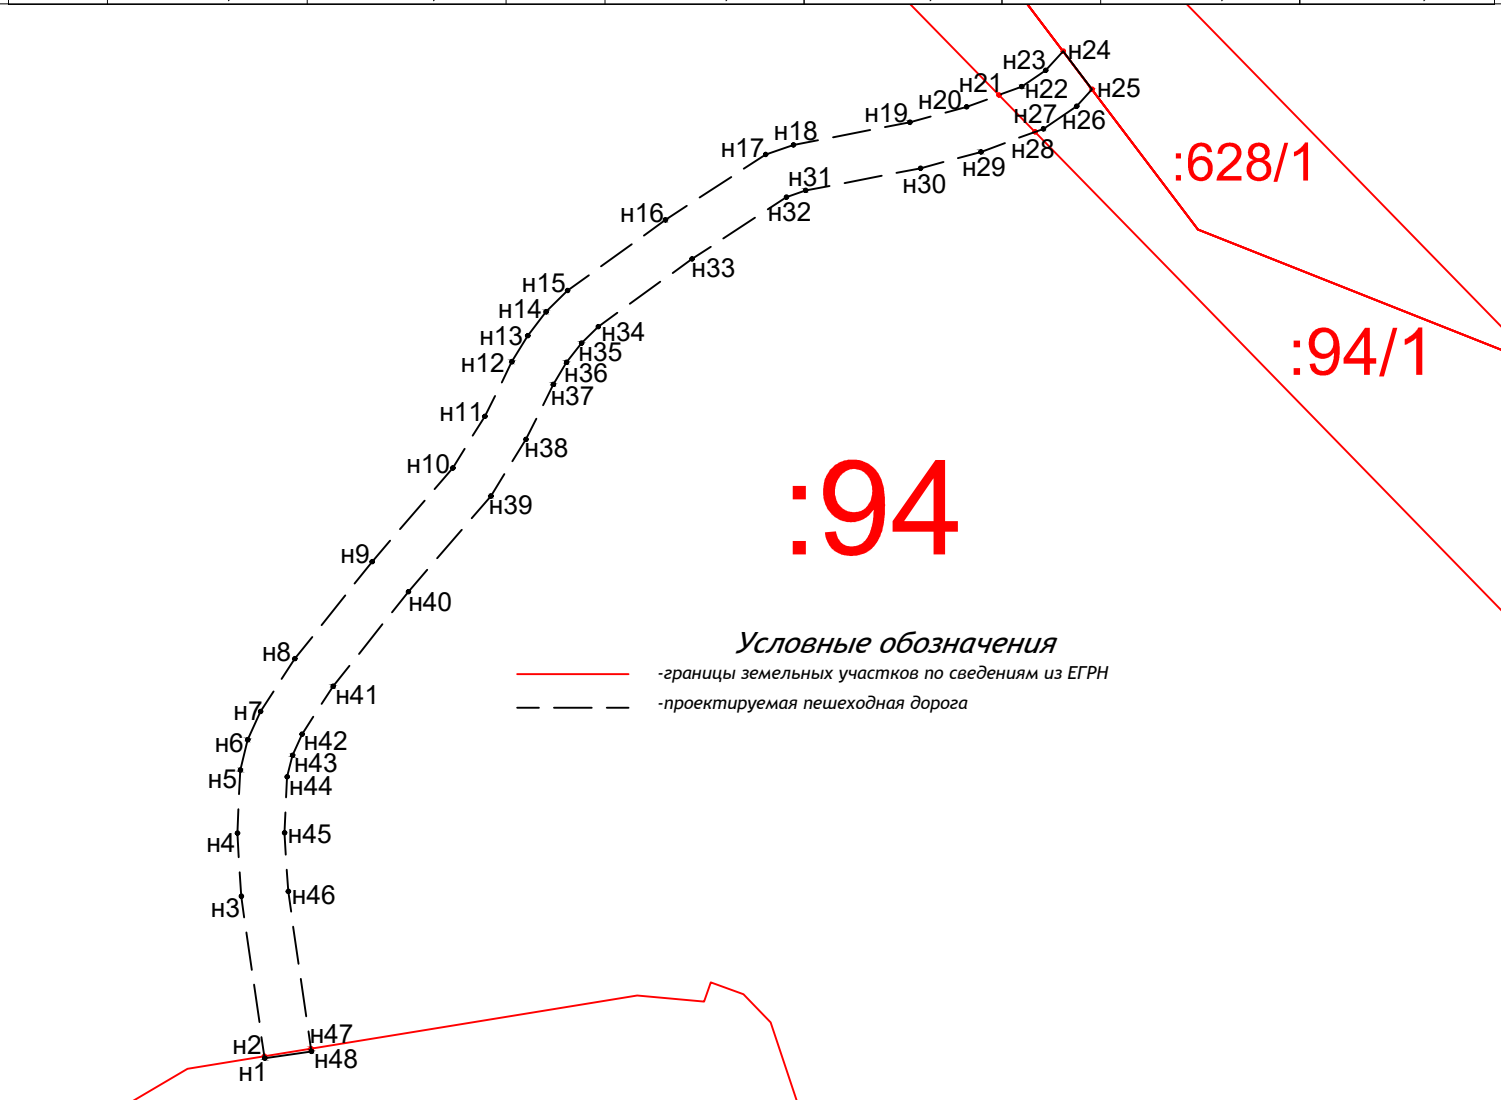 н24
н23
н25
н21
н22
н20
н26
н19
н27
н18
н28
:628/1
н17
н29
н30
н31
н32
н16
н33
н15
н14
н34
н13
н35
:94/1
н12
н36
н37
н11
н38
н10
:94
н39
н9
н40
Условные обозначения
н8
-границы земельных участков по сведениям из ЕГРН
н41
-проектируемая пешеходная дорога
н7
н42
н6
н43
н5
н44
н4
н45
н46
н3
н47
н2
н48
н1